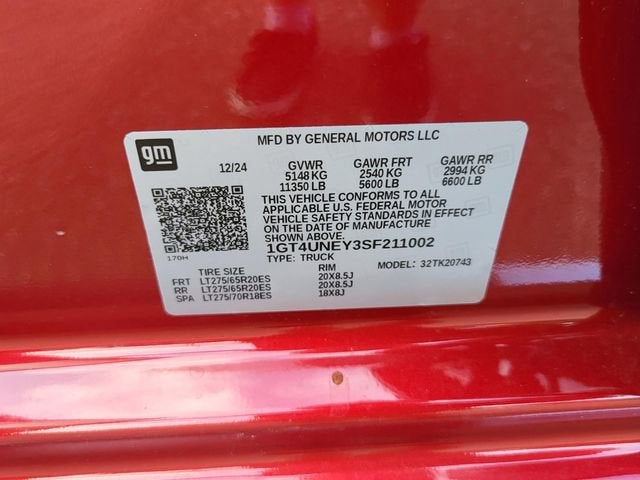 MFD BY GENERAL MOTORS LLC
gm
12/24 GVWR GAWR FRT GAWR RR
5148 KG 2540 KG 2994 KG
11350 LB 5600 LB 6600 LB
THIS VEHICLE CONFORMS TO ALL
APPLICABLE U.S. FEDERAL MOTOR
VEHICLE SAFETY STANDARDS IN EFFECT
ON THE DATE OF MANUFACTURE
SHOWN ABOVE.
1GT4UNEY3SF211002
170H TYPE: TRUCK MODEL: 32TK20743
TIRE SIZE RIM
FRT LT275/65R20ES 20X8.5J
RR LT275/65R20ES 20X8.5J
SPA LT275/70R18ES 18X8J